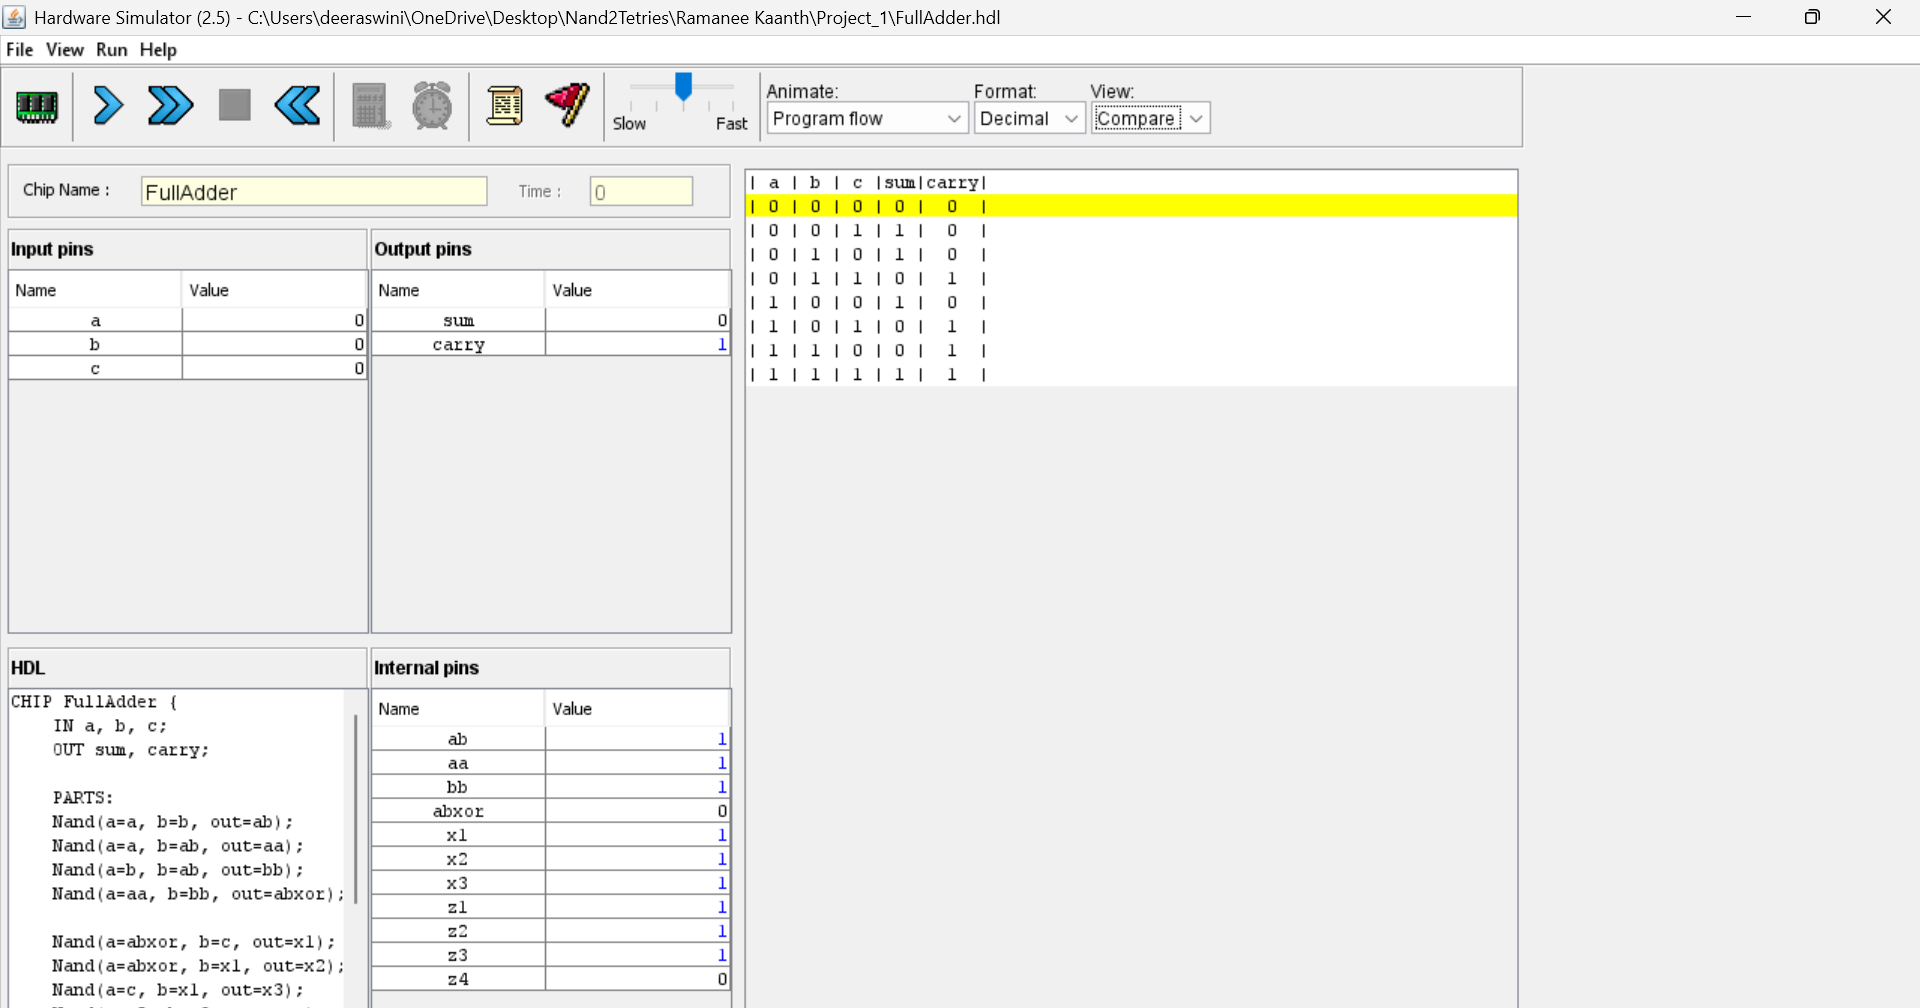 Hardware Simulator (2.5) - C:\Users\deeraswini\OneDrive\Desktop\Nand2Tetries\Ramanee Kaanth\Project_1\FullAdder.hdl
File View Run Help
Slow Fast
Animate:
Program flow
Format:
Decimal
View:
Compare
Chip Name : FullAdder Time : 0
Input pins
Name Value
a 0
b 0
c 0
Output pins
Name Value
sum 0
carry 1
HDL
CHIP FullAdder {
IN a, b, c;
OUT sum, carry;
PARTS:
Nand(a=a, b=b, out=ab);
Nand(a=a, b=ab, out=aa);
Nand(a=b, b=ab, out=bb);
Nand(a=aa, b=bb, out=abxor);
Nand(a=abxor, b=c, out=x1);
Nand(a=abxor, b=x1, out=x2);
Nand(a=c, b=x1, out=x3);
Internal pins
Name Value
ab 1
aa 1
bb 1
abxor 0
x1 1
x2 1
x3 1
z1 1
z2 1
z3 1
z4 0
| a | b | c |sum|carry|
| 0 | 0 | 0 | 0 | 0 |
| 0 | 0 | 1 | 1 | 0 |
| 0 | 1 | 0 | 1 | 0 |
| 0 | 1 | 1 | 0 | 1 |
| 1 | 0 | 0 | 1 | 0 |
| 1 | 0 | 1 | 0 | 1 |
| 1 | 1 | 0 | 0 | 1 |
| 1 | 1 | 1 | 1 | 1 |